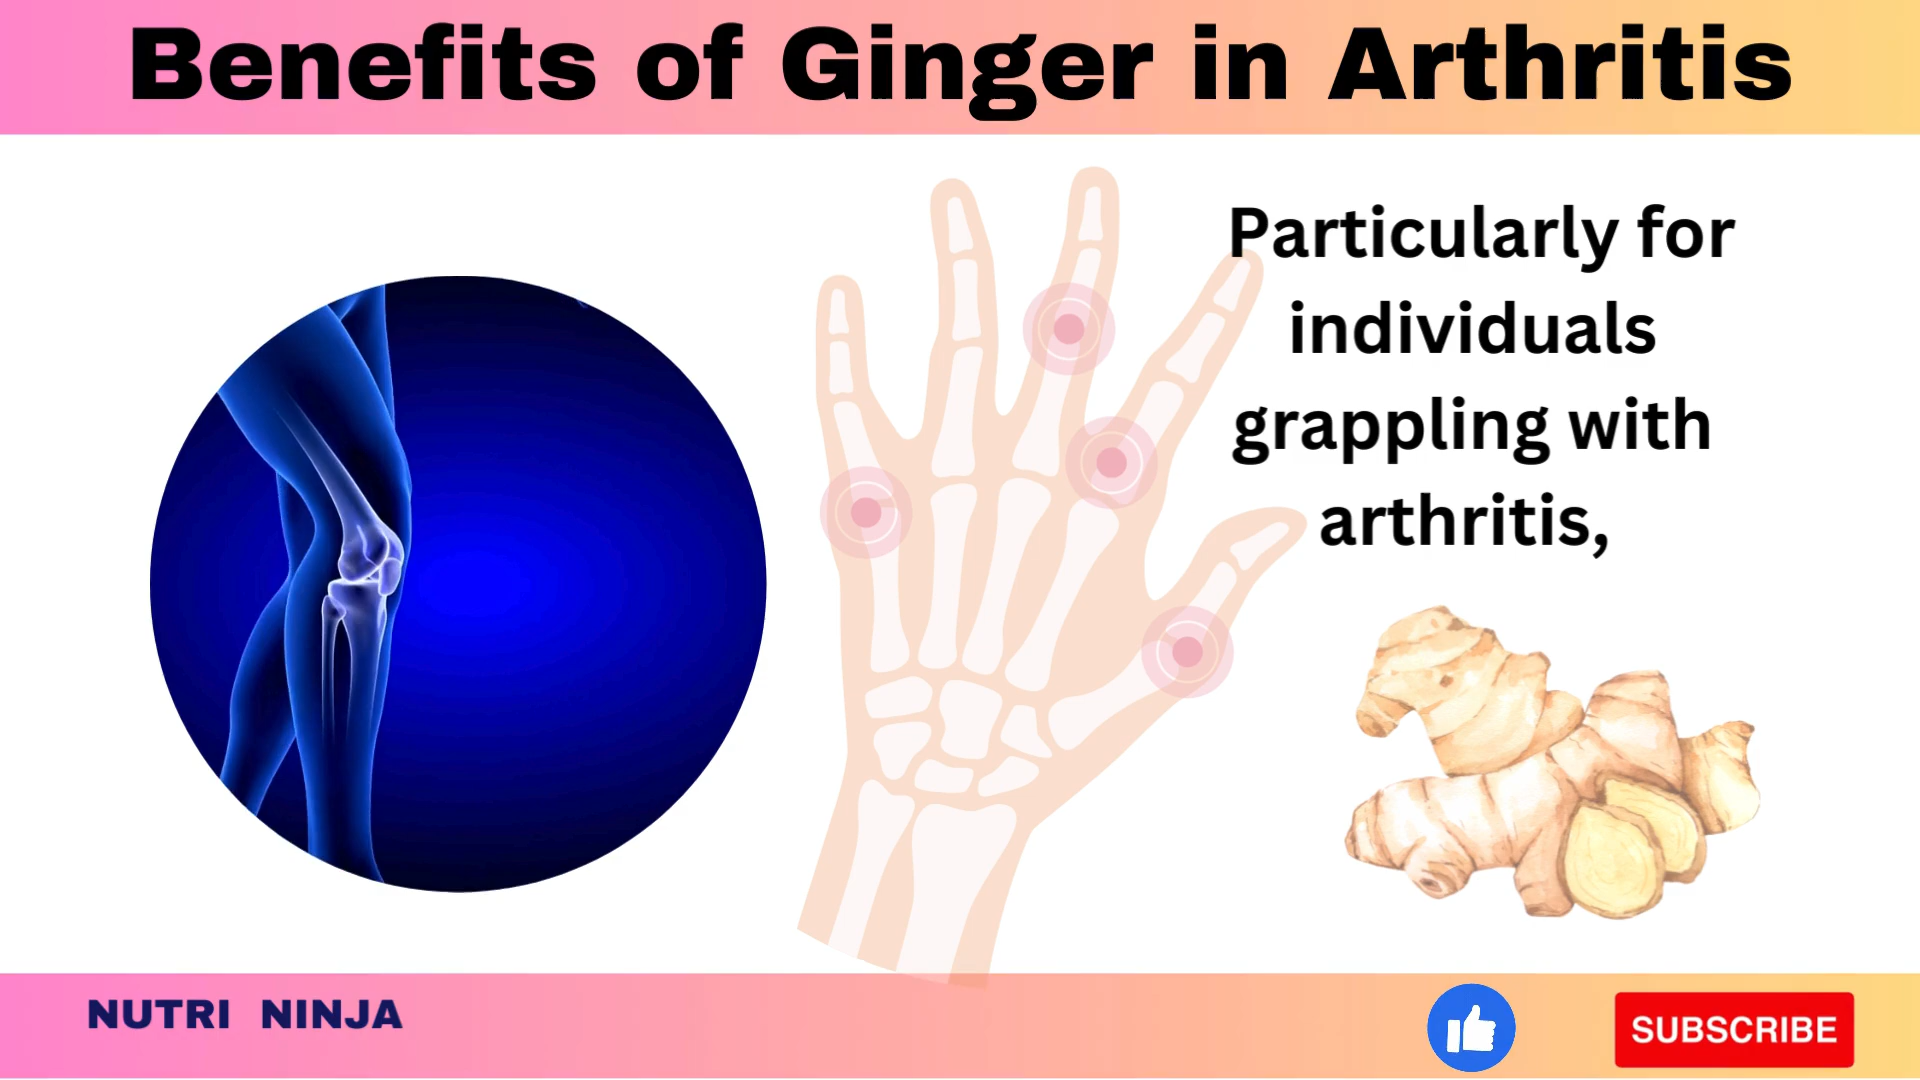 Benefits of Ginger in Arthritis
Particularly for
individuals
grappling with
arthritis,
NUTRI NINJA
SUBSCRIBE